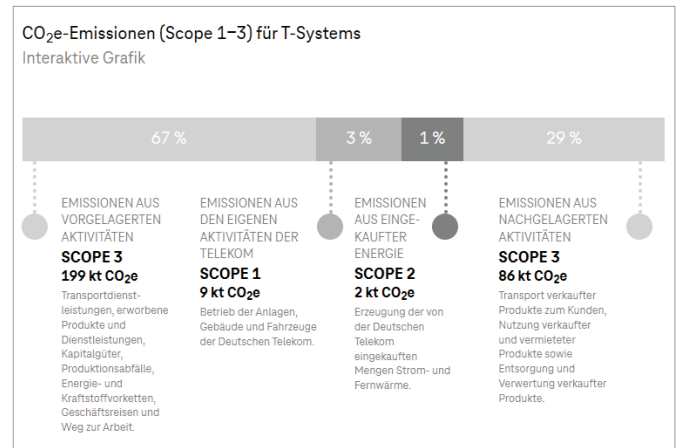 CO₂e-Emissionen (Scope 1–3) für T-Systems
Interaktive Grafik
67 %
3 %
1 %
29 %
EMISSIONEN AUS
VORGELAGERTEN
AKTIVITÄTEN
SCOPE 3
199 kt CO₂e
Transportdienst-
leistungen, erworbene
Produkte und
Dienstleistungen,
Kapitalgüter,
Produktionsabfälle,
Energie- und
Kraftstoffvorketten,
Geschäftsreisen und
Weg zur Arbeit.
EMISSIONEN AUS
DEN EIGENEN
AKTIVITÄTEN DER
TELEKOM
SCOPE 1
9 kt CO₂e
Betrieb der Anlagen,
Gebäude und Fahrzeuge
der Deutschen Telekom.
EMISSIONEN
AUS EINGE-
KAUFTER
ENERGIE
SCOPE 2
2 kt CO₂e
Erzeugung der von
der Deutschen
Telekom
eingekauften
Mengen Strom- und
Fernwärme.
EMISSIONEN AUS
NACHGELAGERTEN
AKTIVITÄTEN
SCOPE 3
86 kt CO₂e
Transport verkaufter
Produkte zum Kunden,
Nutzung verkaufter
und vermieteter
Produkte sowie
Entsorgung und
Verwertung verkaufter
Produkte.